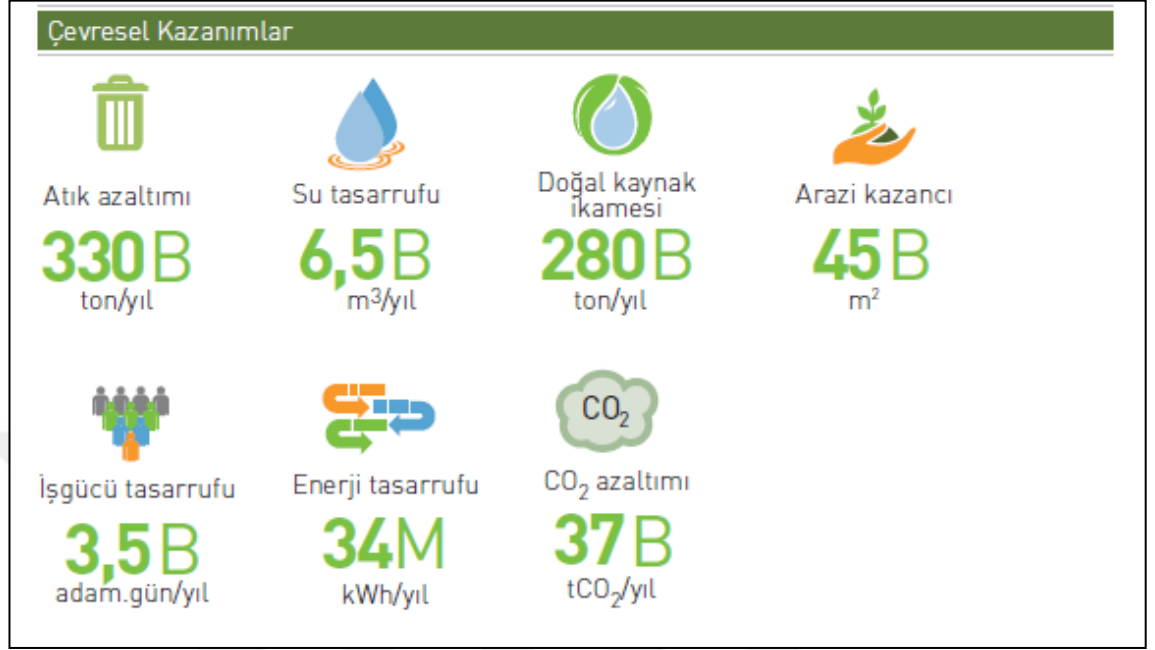 Çevresel Kazanımlar
Atık azaltımı
330B
ton/yıl
Su tasarrufu
6,5B
m³/yıl
Doğal kaynak
ikamesi
280B
ton/yıl
Arazi kazancı
45B
m²
İşgücü tasarrufu
3,5B
adam.gün/yıl
Enerji tasarrufu
34M
kWh/yıl
CO₂
CO₂ azaltımı
37B
tCO₂/yıl